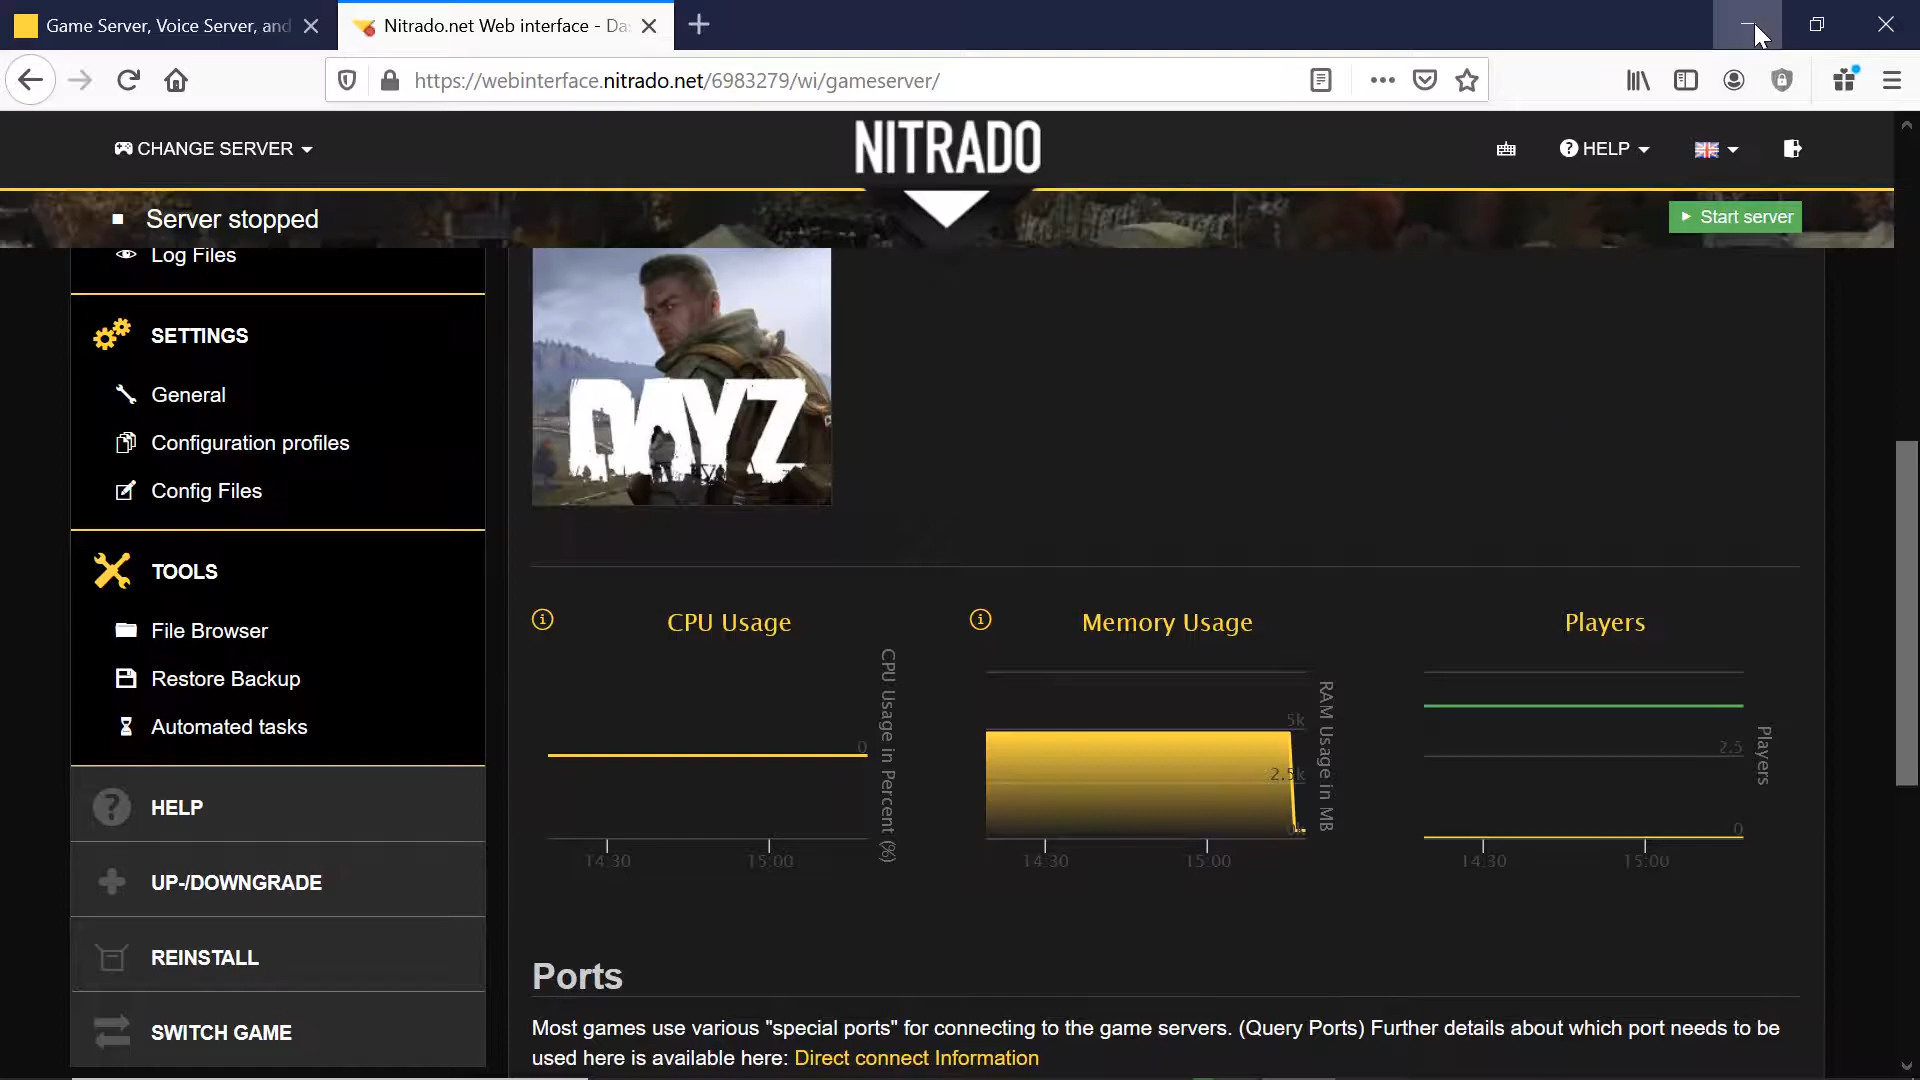 Game Server, Voice Server, and
Nitrado.net Web interface - Da
https://webinterface.nitrado.net/6983279/wi/gameserver/
CHANGE SERVER
NITRADO
HELP
Server stopped
Start server
Log Files
SETTINGS
General
Configuration profiles
Config Files
TOOLS
File Browser
Restore Backup
Automated tasks
HELP
UP-/DOWNGRADE
REINSTALL
SWITCH GAME
DAYZ
CPU Usage
0
CPU Usage in Percent (%)
14:30
15:00
Memory Usage
5k
2.5k
0k
RAM Usage in MB
14:30
15:00
Players
2.5
0
Players
14:30
15:00
Ports
Most games use various "special ports" for connecting to the game servers. (Query Ports) Further details about which port needs to be
used here is available here: Direct connect Information